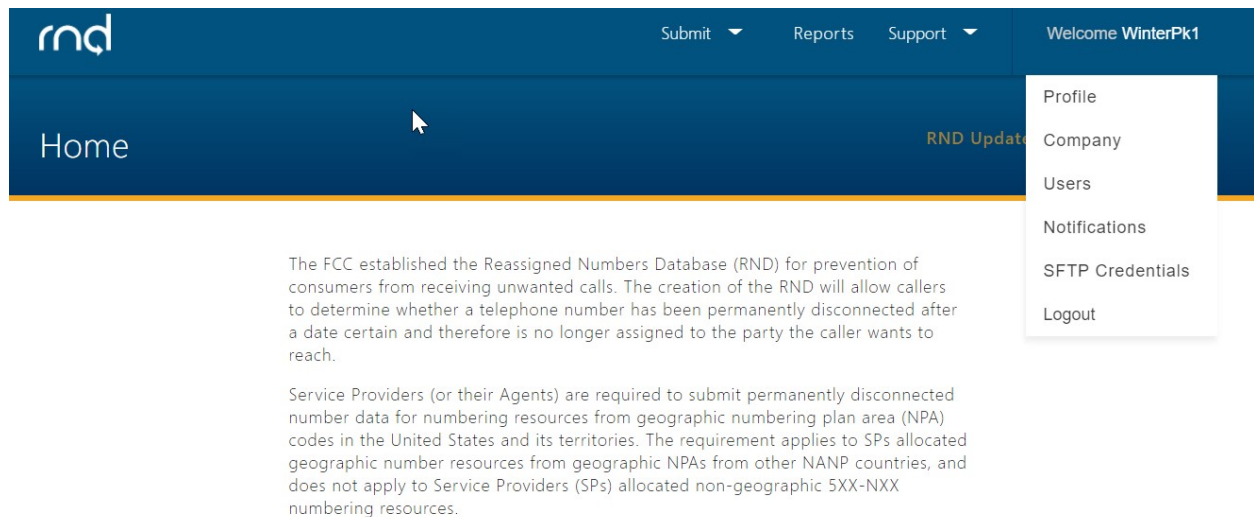 rnd
Submit
Reports
Support
Welcome WinterPk1
Home
RND
Profile
Company
Users
Notifications
SFTP Credentials
Logout
The FCC established the Reassigned Numbers Database (RND) for prevention of
consumers from receiving unwanted calls. The creation of the RND will allow callers
to determine whether a telephone number has been permanently disconnected after
a date certain and therefore is no longer assigned to the party the caller wants to
reach.
Service Providers (or their Agents) are required to submit permanently disconnected
number data for numbering resources from geographic numbering plan area (NPA)
codes in the United States and its territories. The requirement applies to SPs allocated
geographic number resources from geographic NPAs from other NANP countries, and
does not apply to Service Providers (SPs) allocated non-geographic 5XX-NXX
numbering resources.